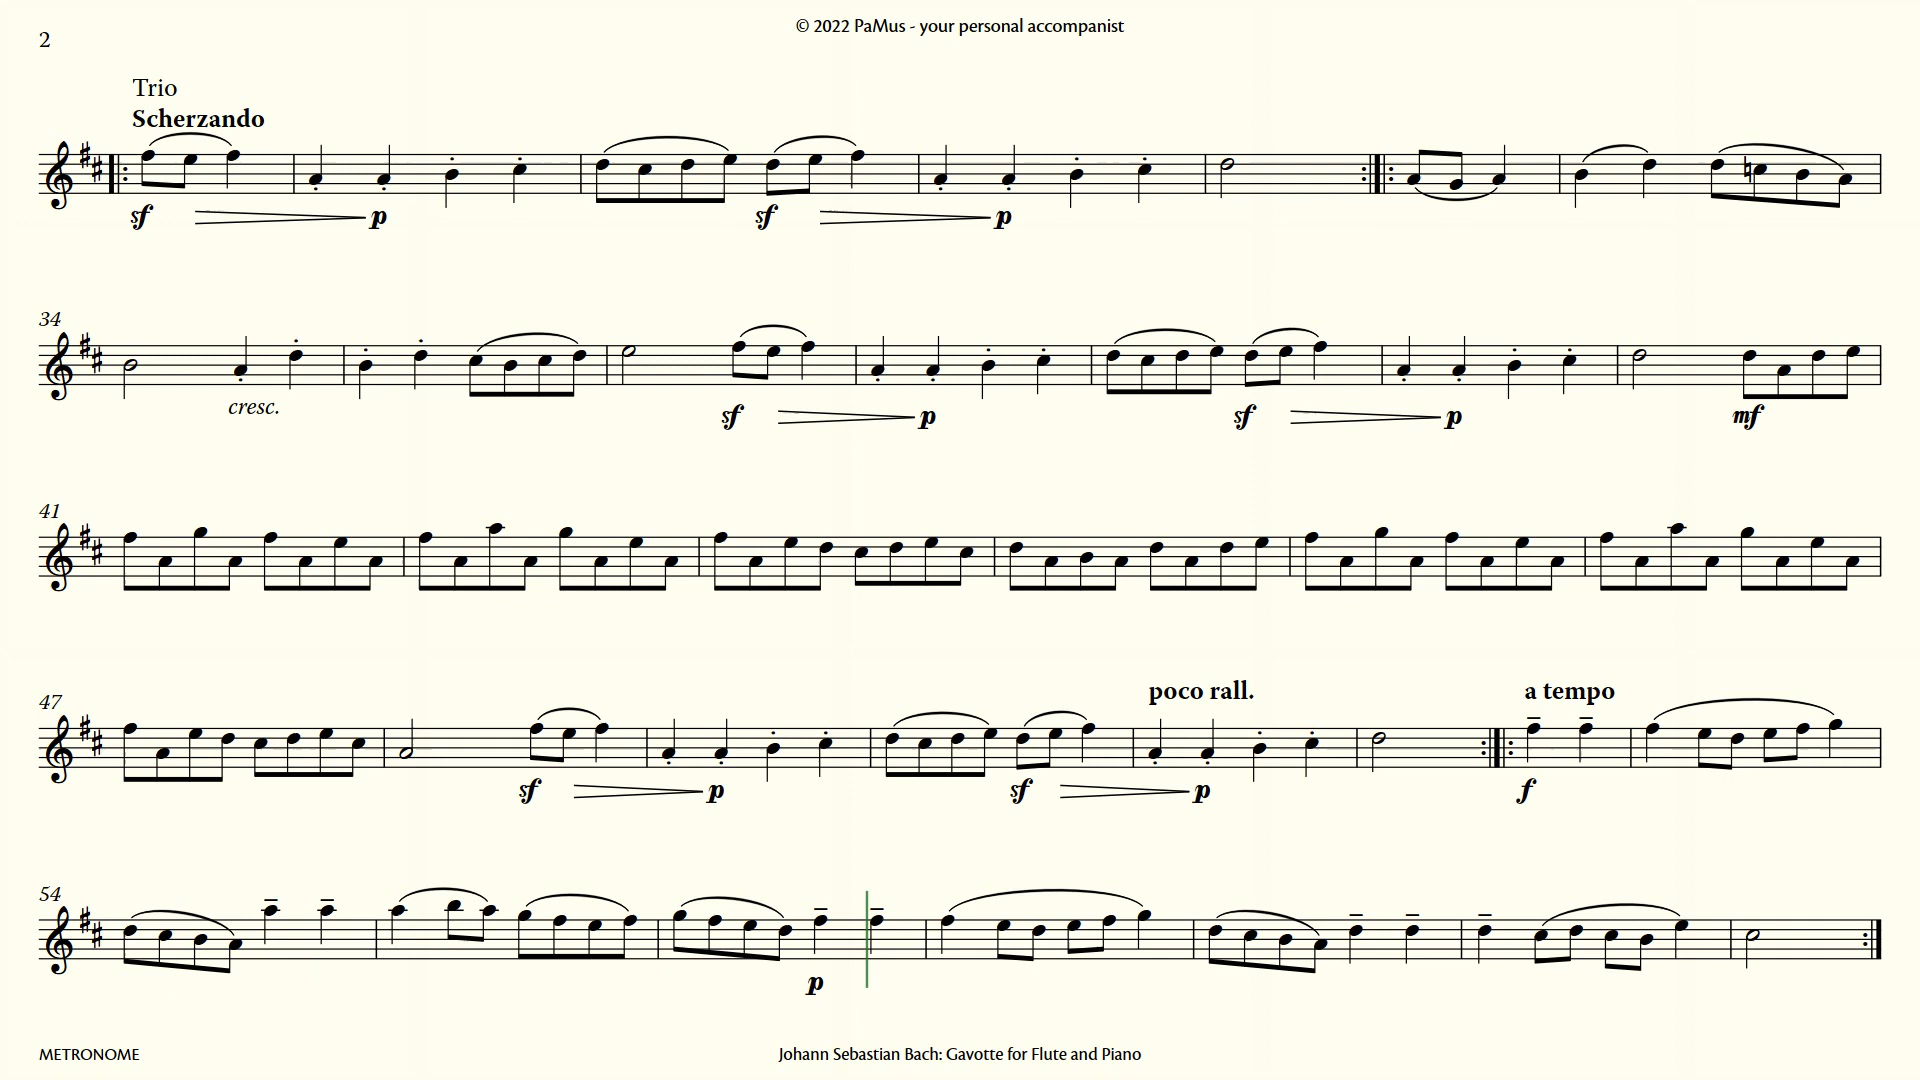 © 2022 PaMus - your personal accompanist
2
Trio
Scherzando
sf p sf p
34
cresc. sf p sf p mf
41
47
poco rall. a tempo
sf p sf p f
54
p
METRONOME
Johann Sebastian Bach: Gavotte for Flute and Piano